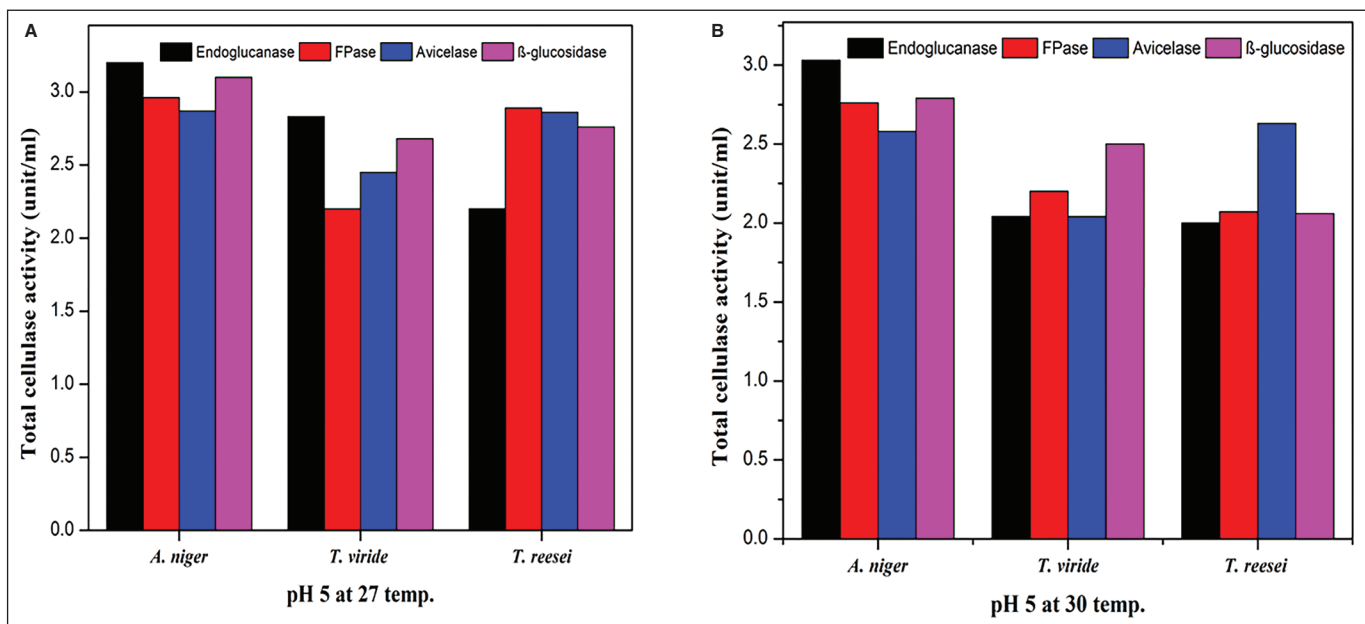 A
Endoglucanase FPase Avicelase ß-glucosidase
Total cellulase activity (unit/ml)
3.0
2.5
2.0
1.5
1.0
0.5
0.0
A. niger T. viride T. reesei
pH 5 at 27 temp.
B
Endoglucanase FPase Avicelase ß-glucosidase
Total cellulase activity (unit/ml)
3.0
2.5
2.0
1.5
1.0
0.5
0.0
A. niger T. viride T. reesei
pH 5 at 30 temp.